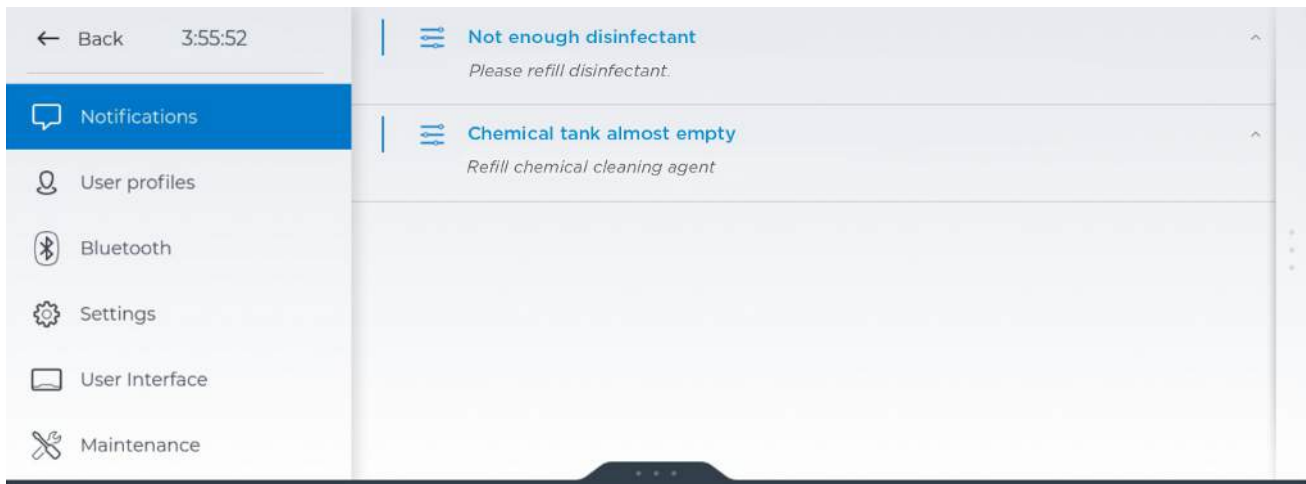 Back 3:55:52
Notifications
User profiles
Bluetooth
Settings
User Interface
Maintenance
Not enough disinfectant
Please refill disinfectant.
Chemical tank almost empty
Refill chemical cleaning agent